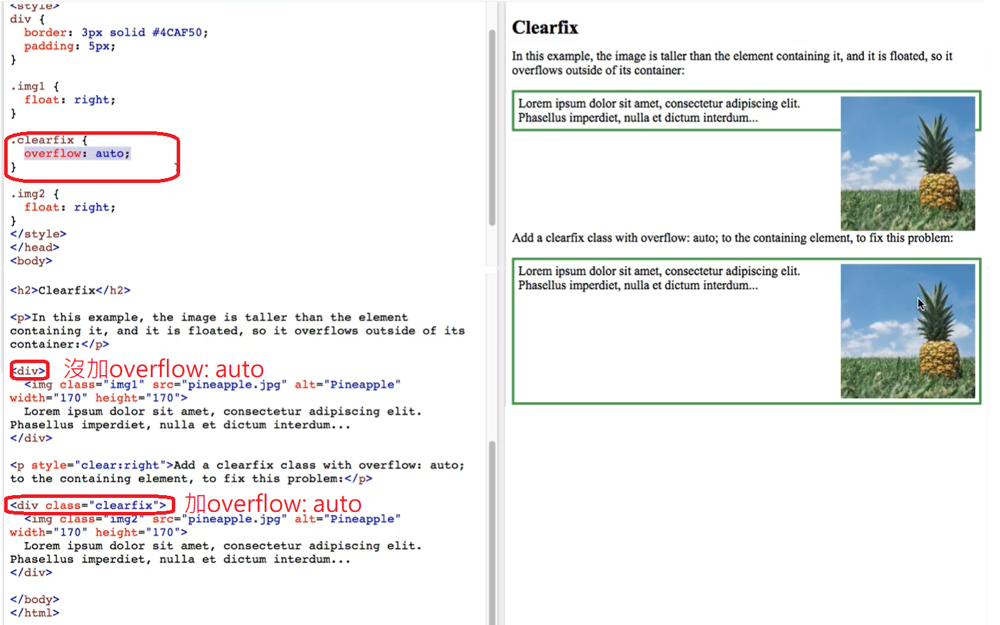 <style>
div {
  border: 3px solid #4CAF50;
  padding: 5px;
}
.img1 {
  float: right;
}
.clearfix {
  overflow: auto;
}
.img2 {
  float: right;
}
</style>
</head>
<body>
<h2>Clearfix</h2>
<p>In this example, the image is taller than the element
containing it, and it is floated, so it overflows outside of its
container:</p>
<div> 沒加overflow: auto
  <img class="img1" src="pineapple.jpg" alt="Pineapple"
width="170" height="170">
  Lorem ipsum dolor sit amet, consectetur adipiscing elit.
Phasellus imperdiet, nulla et dictum interdum...
</div>
<p style="clear:right">Add a clearfix class with overflow: auto;
to the containing element, to fix this problem:</p>
<div class="clearfix"> 加overflow: auto
  <img class="img2" src="pineapple.jpg" alt="Pineapple"
width="170" height="170">
  Lorem ipsum dolor sit amet, consectetur adipiscing elit.
Phasellus imperdiet, nulla et dictum interdum...
</div>
</body>
</html>
Clearfix
In this example, the image is taller than the element containing it, and it is floated, so it
overflows outside of its container:
Lorem ipsum dolor sit amet, consectetur adipiscing elit.
Phasellus imperdiet, nulla et dictum interdum...
Add a clearfix class with overflow: auto; to the containing element, to fix this problem:
Lorem ipsum dolor sit amet, consectetur adipiscing elit.
Phasellus imperdiet, nulla et dictum interdum...